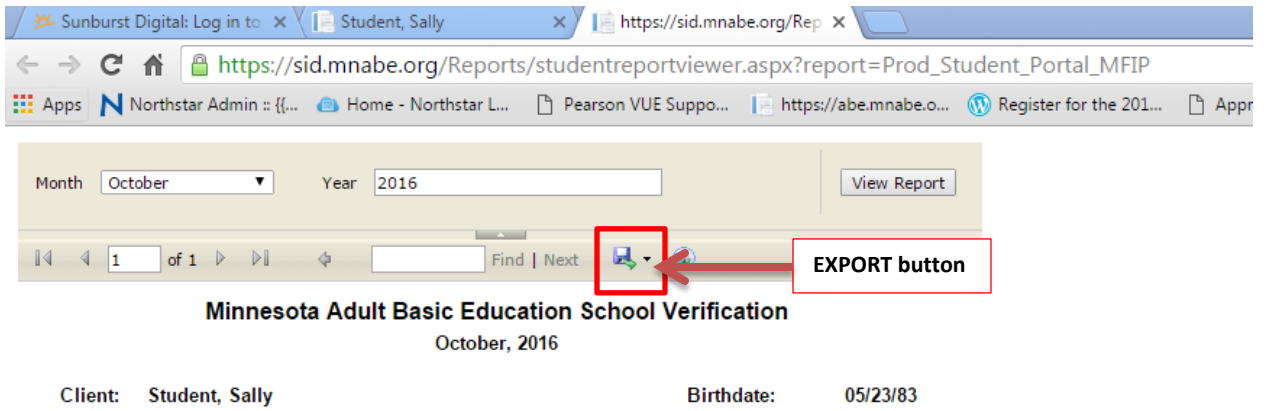 Sunburst Digital: Log in to
Student, Sally
https://sid.mnabe.org/Rep
https://sid.mnabe.org/Reports/studentreportviewer.aspx?report=Prod_Student_Portal_MFIP
Apps Northstar Admin :: {{... Home - Northstar L... Pearson VUE Suppo... https://abe.mnabe.o... Register for the 201... Appr
Month October Year 2016 View Report
1 of 1 Find | Next EXPORT button
Minnesota Adult Basic Education School Verification
October, 2016
Client: Student, Sally Birthdate: 05/23/83